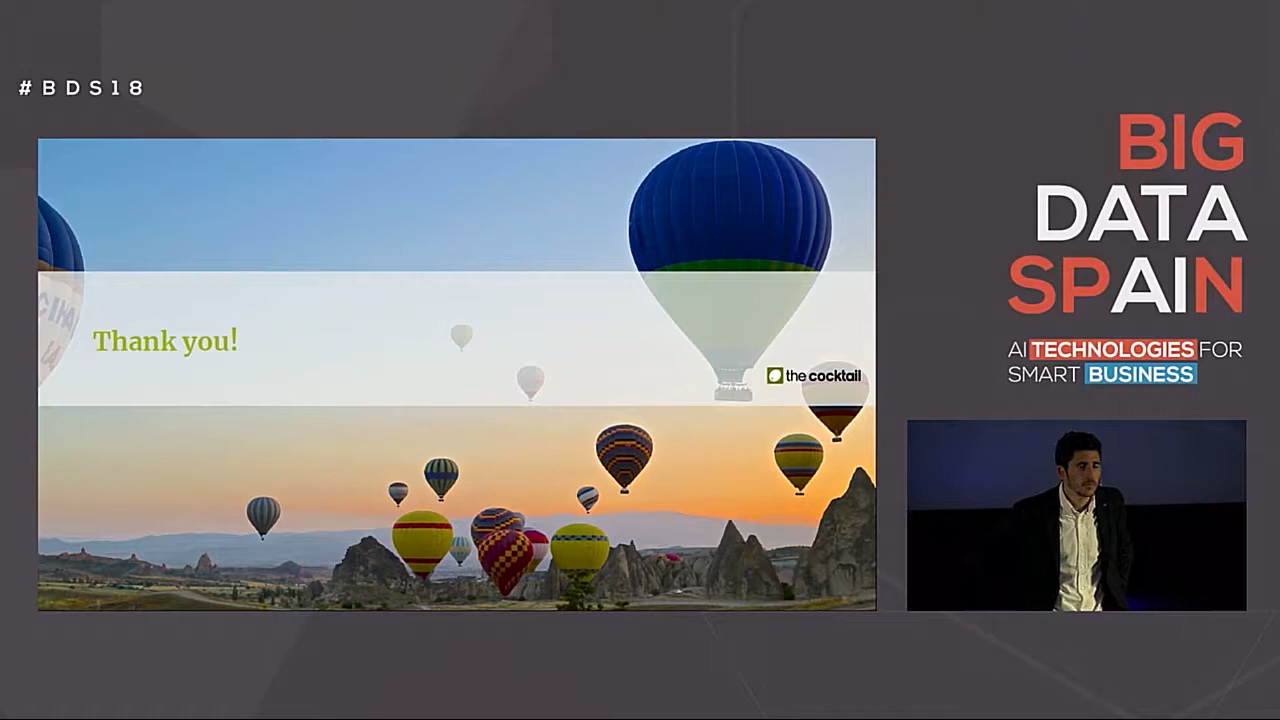 #BDS18
BIG
DATA
SPAIN
AI TECHNOLOGIES FOR
SMART BUSINESS
Thank you!
the cocktail